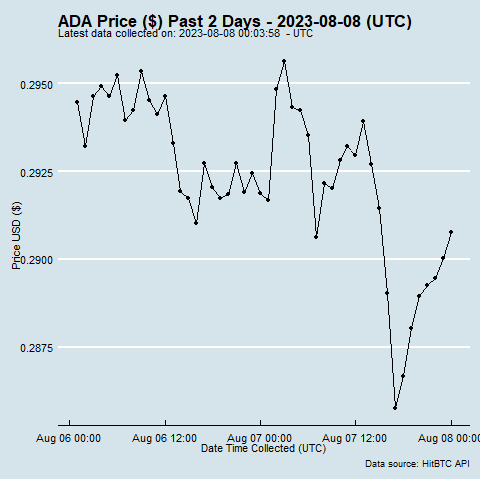 ADA Price ($) Past 2 Days - 2023-08-08 (UTC)
Latest data collected on: 2023-08-08 00:03:58  - UTC
0.2950
0.2925
0.2900
0.2875
Price USD ($)
Aug 06 00:00 Aug 06 12:00 Aug 07 00:00 Aug 07 12:00 Aug 08 00:00
Date Time Collected (UTC)
Data source: HitBTC API